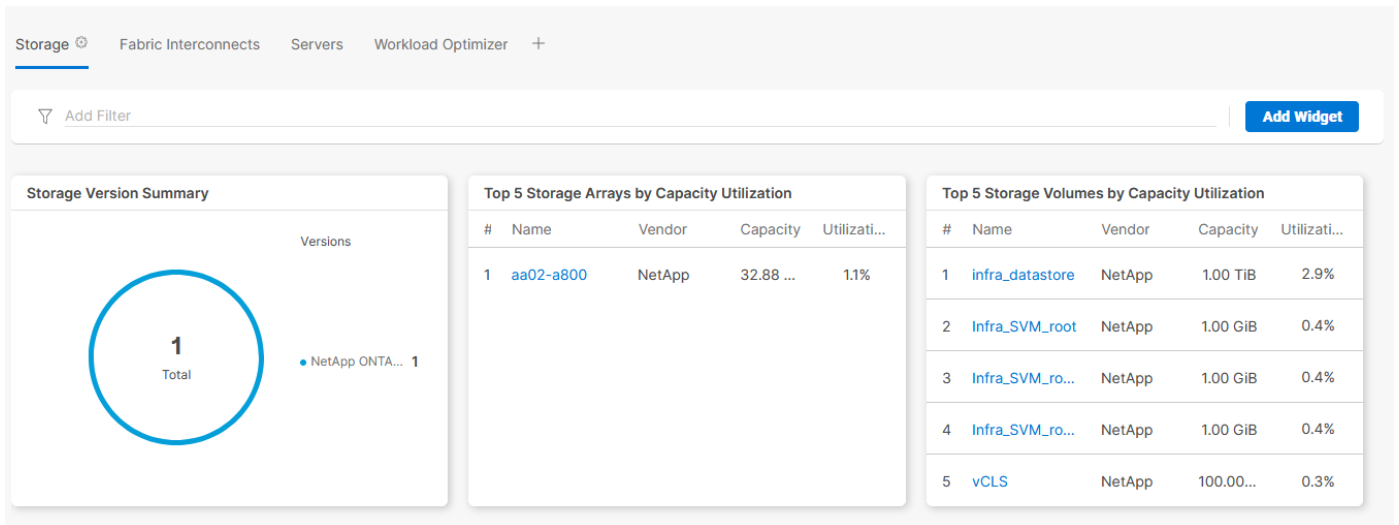 Storage Fabric Interconnects Servers Workload Optimizer +
Add Filter Add Widget
Storage Version Summary
Versions
1
Total
NetApp ONTA... 1
Top 5 Storage Arrays by Capacity Utilization
# Name Vendor Capacity Utilizati...
1 aa02-a800 NetApp 32.88 ... 1.1%
Top 5 Storage Volumes by Capacity Utilization
# Name Vendor Capacity Utilizati...
1 infra_datastore NetApp 1.00 TiB 2.9%
2 Infra_SVM_root NetApp 1.00 GiB 0.4%
3 Infra_SVM_ro... NetApp 1.00 GiB 0.4%
4 Infra_SVM_ro... NetApp 1.00 GiB 0.4%
5 vCLS NetApp 100.00... 0.3%